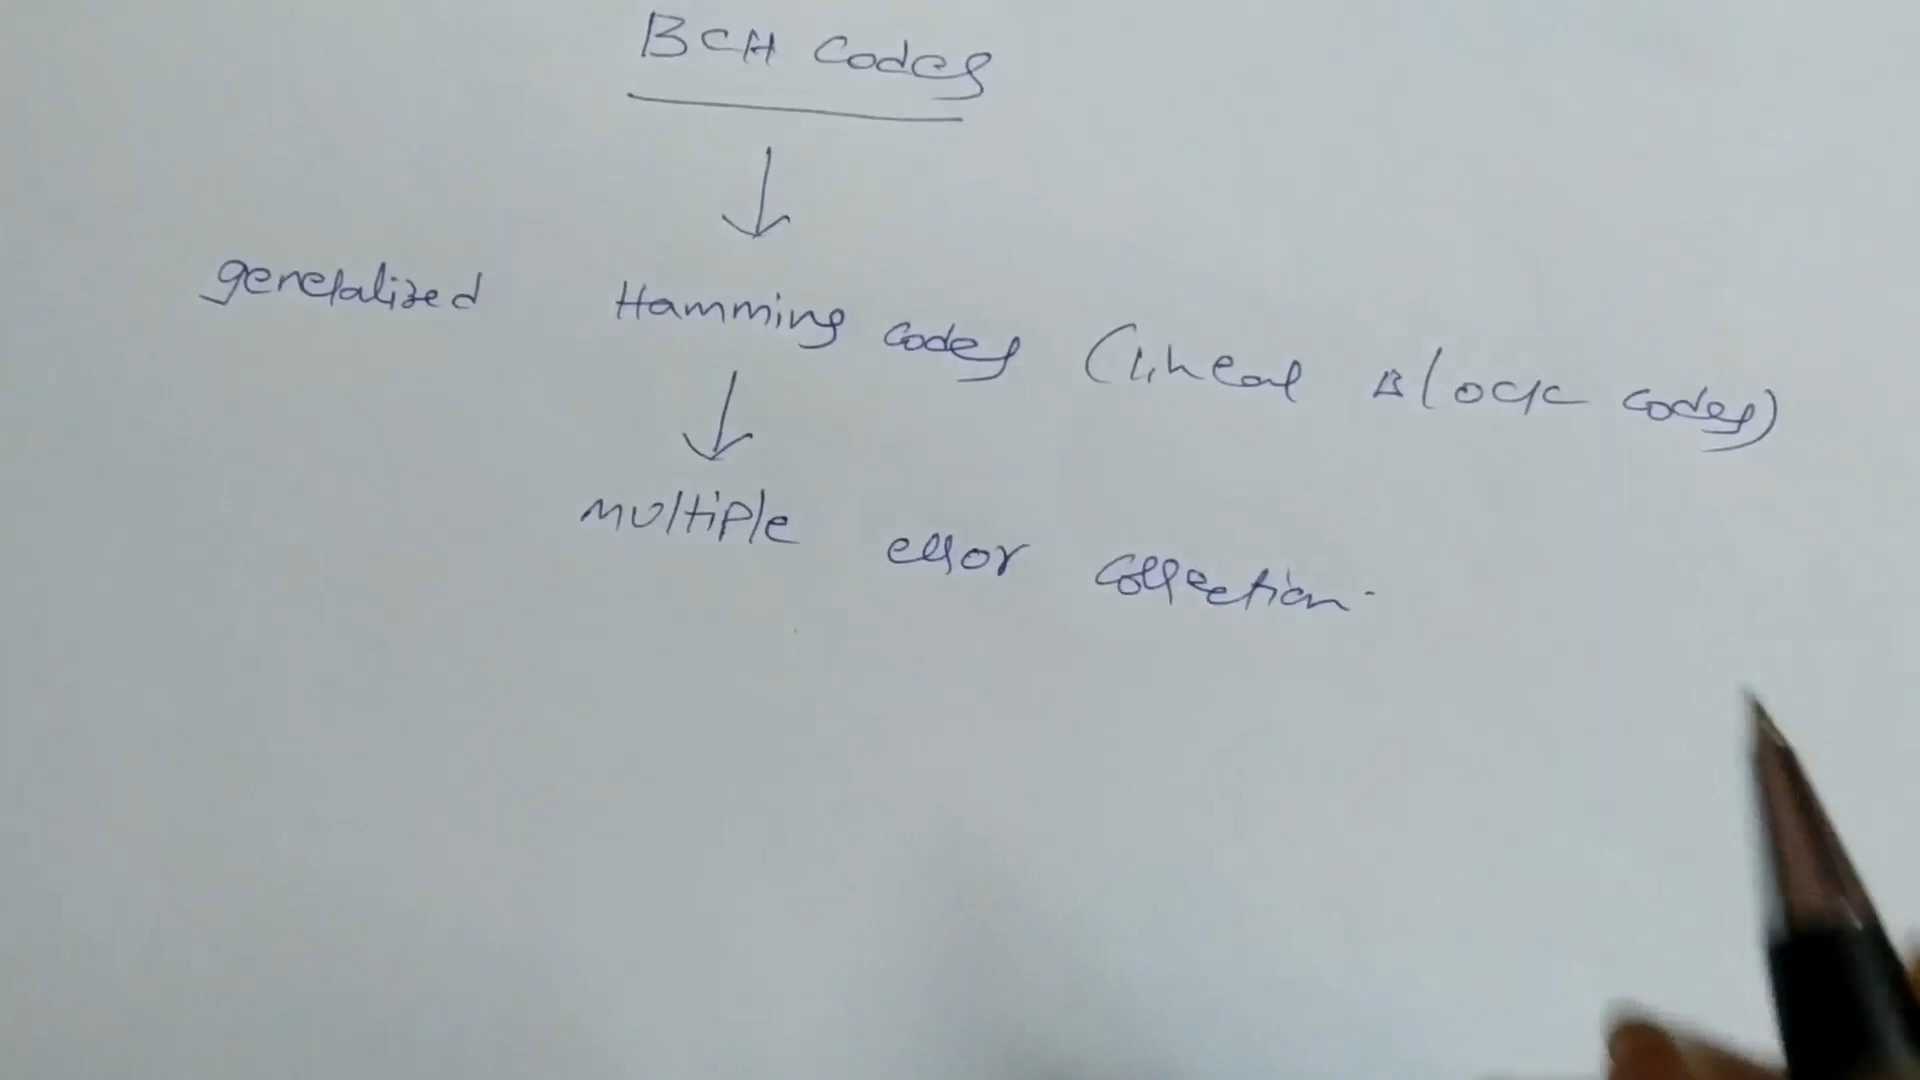 BCH Codes
generalized Hamming codes (Linear Block codes)
multiple error correction.